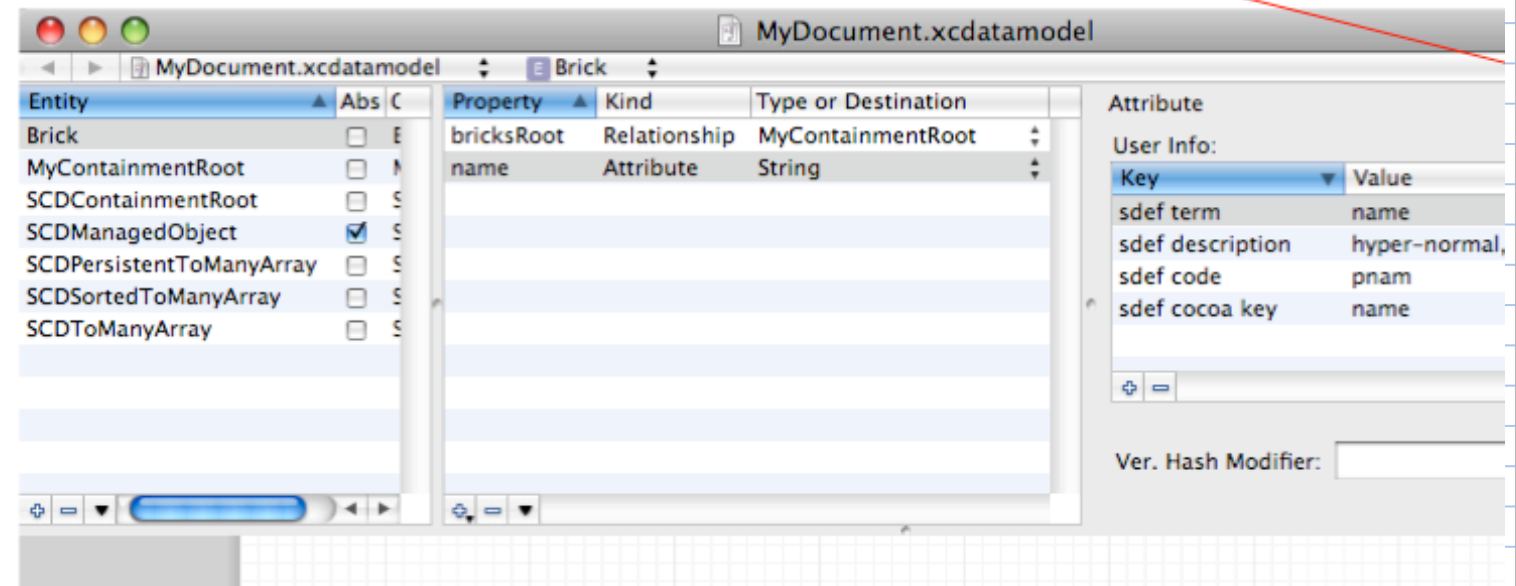 MyDocument.xcdatamodel
MyDocument.xcdatamodel Brick
Entity Abs C
Brick
MyContainmentRoot
SCDContainmentRoot
SCDManagedObject
SCDPersistentToManyArray
SCDSortedToManyArray
SCDToManyArray
Property Kind Type or Destination
bricksRoot Relationship MyContainmentRoot
name Attribute String
Attribute
User Info:
Key Value
sdef term name
sdef description hyper-normal,
sdef code pnam
sdef cocoa key name
Ver. Hash Modifier: